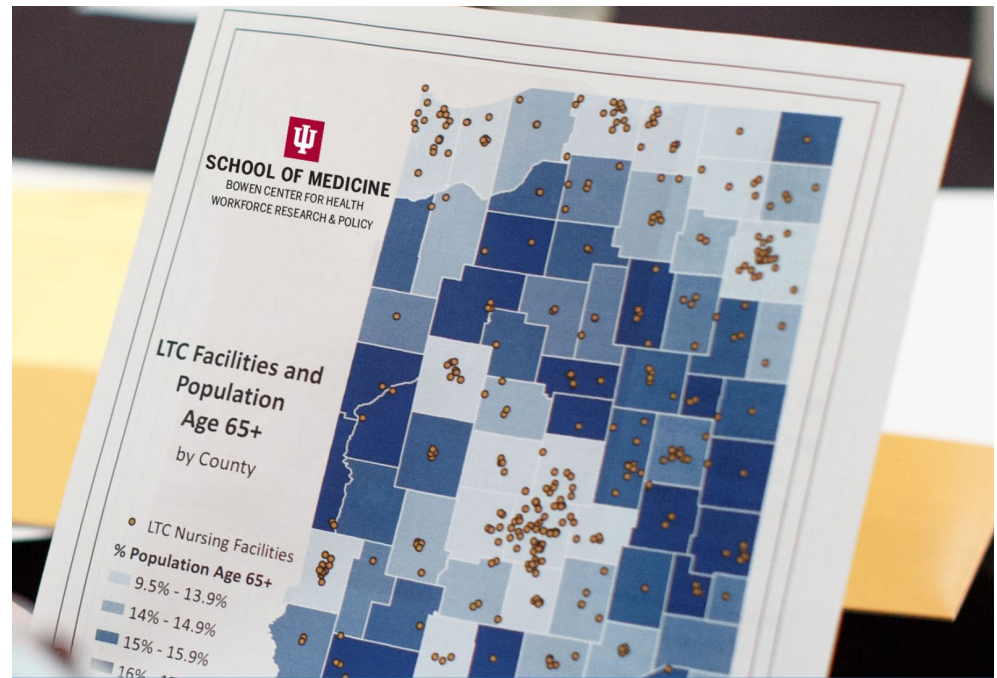 SCHOOL OF MEDICINE
BOWEN CENTER FOR HEALTH
WORKFORCE RESEARCH & POLICY
LTC Facilities and
Population
Age 65+
by County
LTC Nursing Facilities
% Population Age 65+
9.5% - 13.9%
14% - 14.9%
15% - 15.9%
16% -